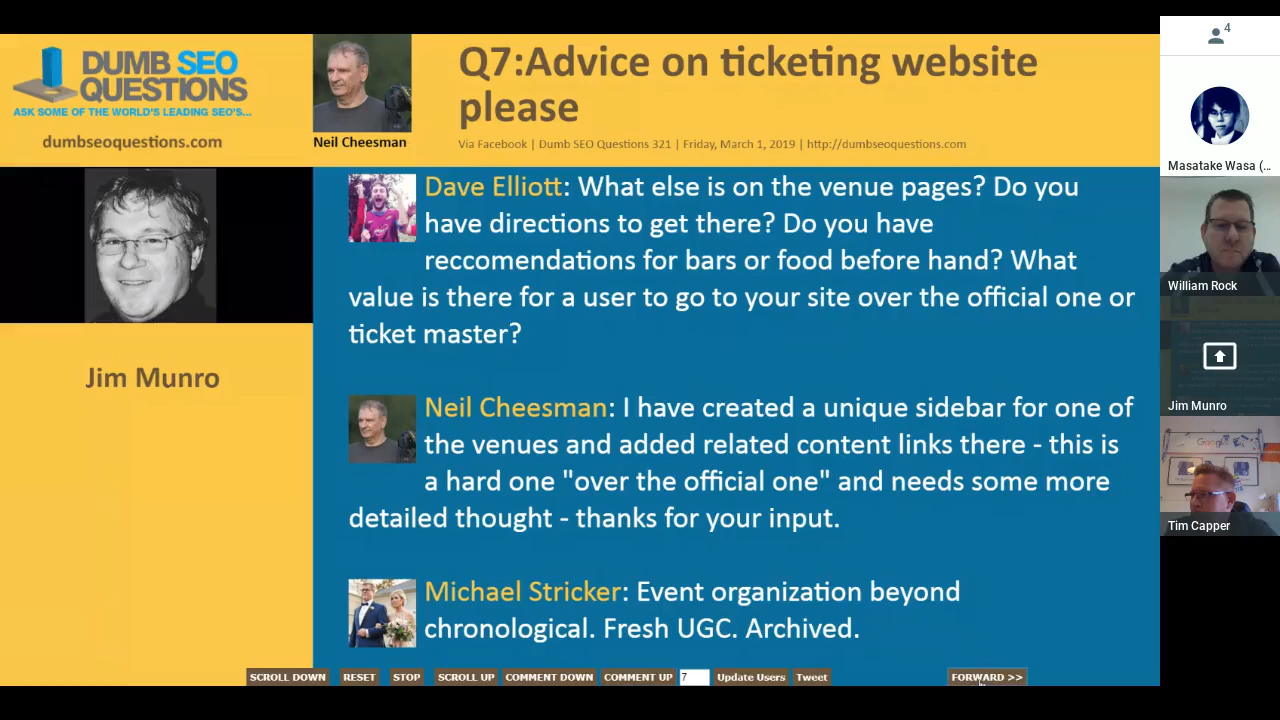 DUMB SEO
QUESTIONS
ASK SOME OF THE WORLD'S LEADING SEO'S...
dumbseoquestions.com
Neil Cheesman
Q7:Advice on ticketing website
please
Via Facebook | Dumb SEO Questions 321 | Friday, March 1, 2019 | http://dumbseoquestions.com
Jim Munro
Dave Elliott: What else is on the venue pages? Do you
have directions to get there? Do you have
reccomendations for bars or food before hand? What
value is there for a user to go to your site over the official one or
ticket master?
Neil Cheesman: I have created a unique sidebar for one of
the venues and added related content links there - this is
a hard one "over the official one" and needs some more
detailed thought - thanks for your input.
Michael Stricker: Event organization beyond
chronological. Fresh UGC. Archived.
SCROLL DOWN RESET STOP SCROLL UP COMMENT DOWN COMMENT UP 7 Update Users Tweet FORWARD >>
4
Masatake Wasa (...
William Rock
Jim Munro
Google
Tim Capper